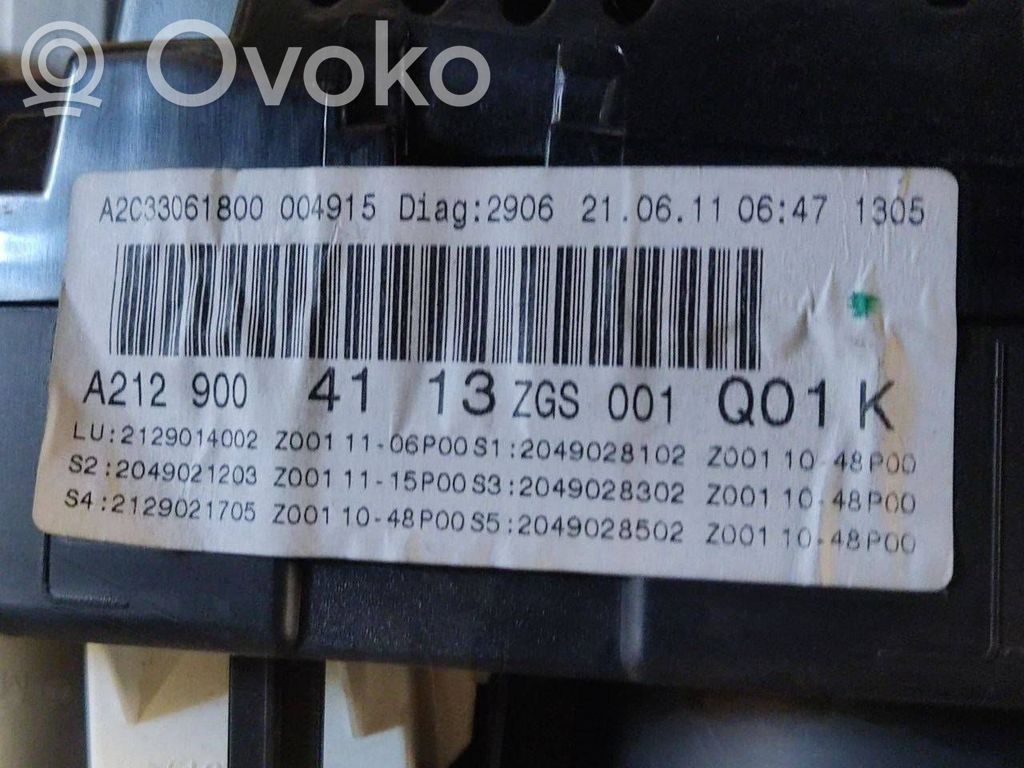 Ovoko
A2C33061800 004915 Diag:2906 21.06.11 06:47 1305
A212 900 41 13 ZGS 001 Q01 K
LU:2129014002 Z001 11-06P00 S1:2049028102 Z001 10-48P00
S2:2049021203 Z001 11-15P00 S3:2049028302 Z001 10-48P00
S4:2129021705 Z001 10-48P00 S5:2049028502 Z001 10-48P00